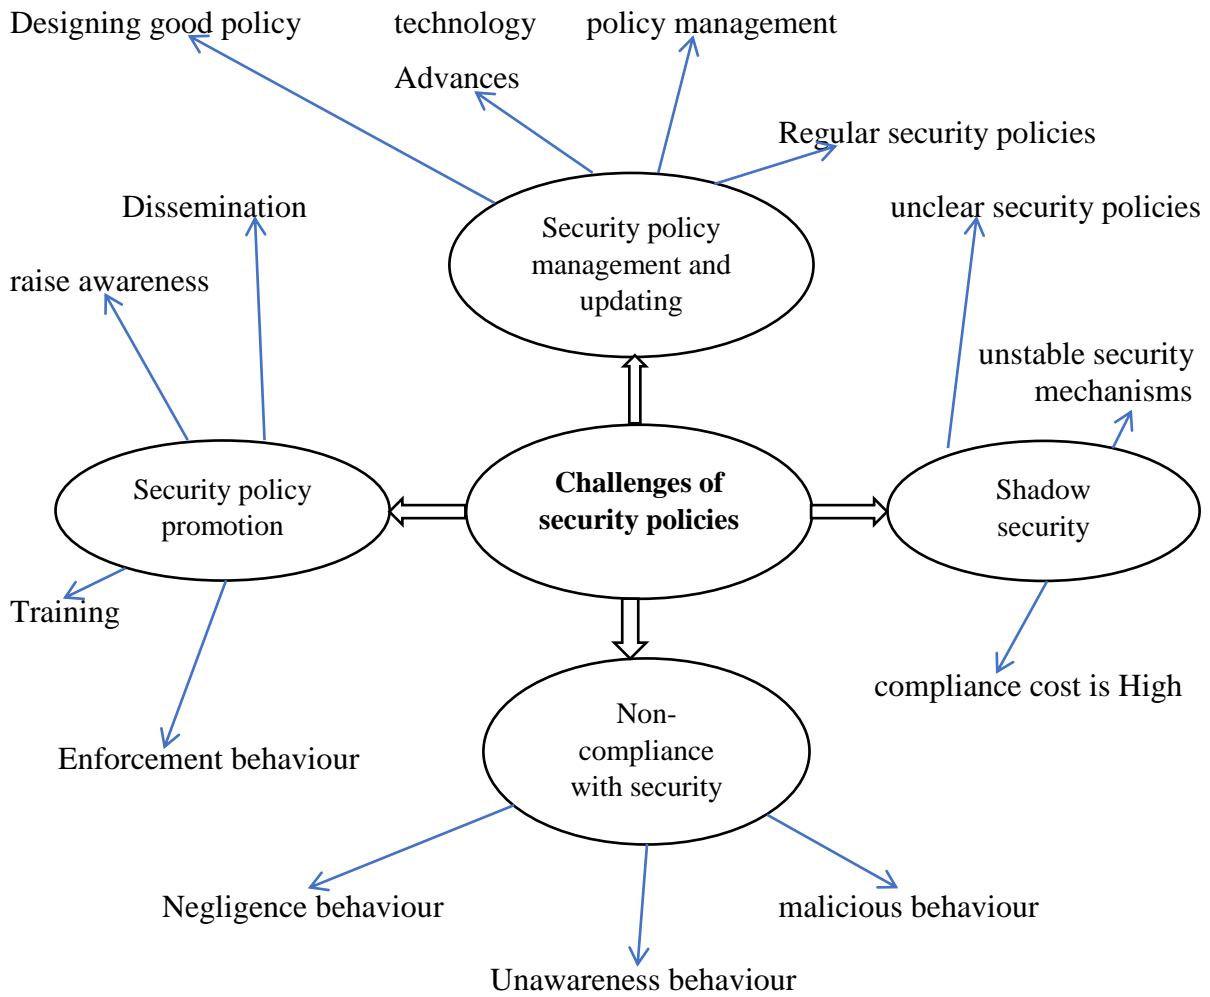 Designing good policy
technology
policy management
Advances
Regular security policies
Dissemination
unclear security policies
Security policy
management and
updating
raise awareness
unstable security
mechanisms
Security policy
promotion
Challenges of
security policies
Shadow
security
Training
compliance cost is High
Enforcement behaviour
Non-
compliance
with security
Negligence behaviour
malicious behaviour
Unawareness behaviour